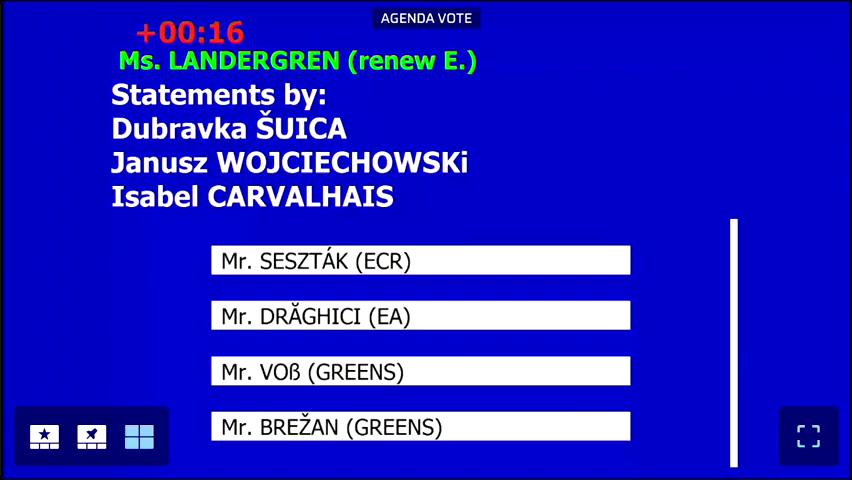 AGENDA VOTE
+00:16
Ms. LANDERGREN (renew E.)
Statements by:
Dubravka ŠUICA
Janusz WOJCIECHOWSKi
Isabel CARVALHAIS
Mr. SESZTÁK (ECR)
Mr. DRĂGHICI (EA)
Mr. VOß (GREENS)
Mr. BREŽAN (GREENS)